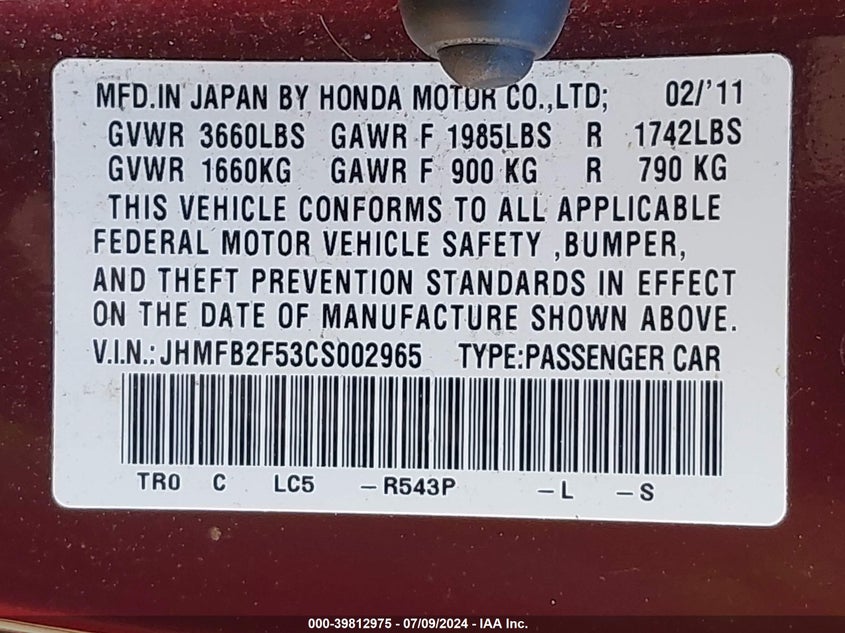 MFD.IN JAPAN BY HONDA MOTOR CO.,LTD; 02/'11
GVWR 3660LBS GAWR F 1985LBS R 1742LBS
GVWR 1660KG GAWR F 900 KG R 790 KG
THIS VEHICLE CONFORMS TO ALL APPLICABLE
FEDERAL MOTOR VEHICLE SAFETY ,BUMPER,
AND THEFT PREVENTION STANDARDS IN EFFECT
ON THE DATE OF MANUFACTURE SHOWN ABOVE.
V.I.N.:JHMFB2F53CS002965 TYPE:PASSENGER CAR
TR0 C LC5 -R543P -L -S
000-39812975 - 07/09/2024 - IAA Inc.